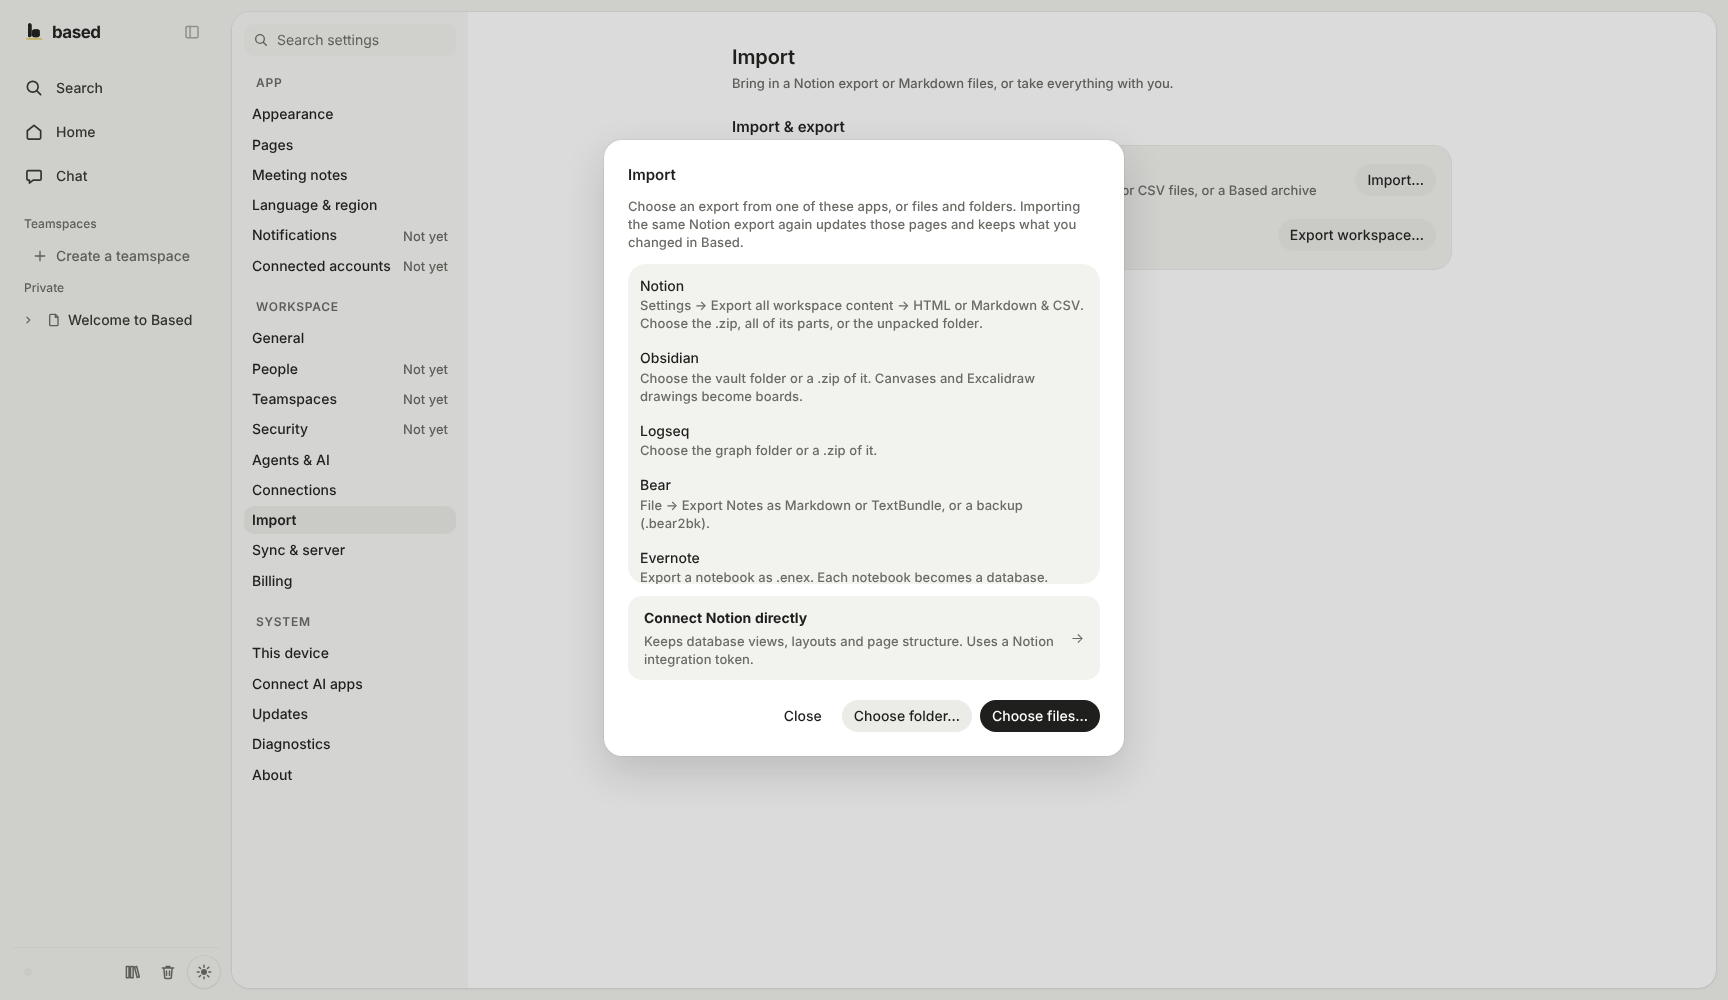 based
Search
Home
Chat
Teamspaces
Create a teamspace
Private
Welcome to Based
Search settings
APP
Appearance
Pages
Meeting notes
Language & region
Notifications Not yet
Connected accounts Not yet
WORKSPACE
General
People Not yet
Teamspaces Not yet
Security Not yet
Agents & AI
Connections
Import
Sync & server
Billing
SYSTEM
This device
Connect AI apps
Updates
Diagnostics
About
Import
Bring in a Notion export or Markdown files, or take everything with you.
Import & export
or CSV files, or a Based archive
Import...
Export workspace...
Import
Choose an export from one of these apps, or files and folders. Importing
the same Notion export again updates those pages and keeps what you
changed in Based.
Notion
Settings → Export all workspace content → HTML or Markdown & CSV.
Choose the .zip, all of its parts, or the unpacked folder.
Obsidian
Choose the vault folder or a .zip of it. Canvases and Excalidraw
drawings become boards.
Logseq
Choose the graph folder or a .zip of it.
Bear
File → Export Notes as Markdown or TextBundle, or a backup
(.bear2bk).
Evernote
Export a notebook as .enex. Each notebook becomes a database.
Connect Notion directly
Keeps database views, layouts and page structure. Uses a Notion
integration token.
→
Close
Choose folder...
Choose files...